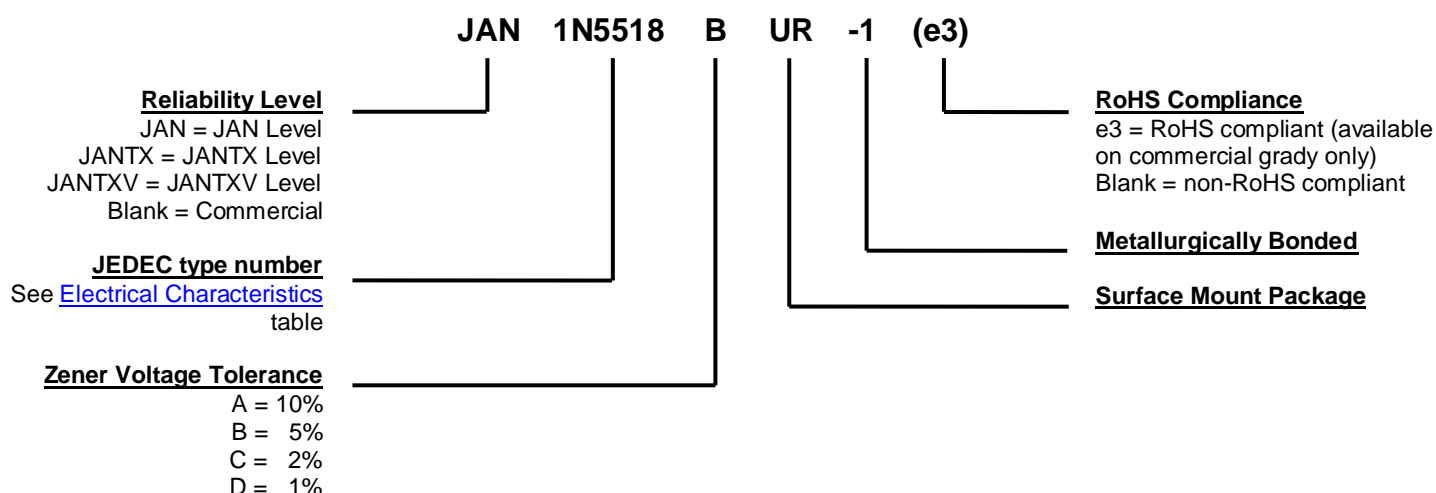 JAN 1N5518 B UR -1 (e3)
Reliability Level
JAN = JAN Level
JANTX = JANTX Level
JANTXV = JANTXV Level
Blank = Commercial
JEDEC type number
See Electrical Characteristics
table
Zener Voltage Tolerance
A = 10%
B = 5%
C = 2%
D = 1%
RoHS Compliance
e3 = RoHS compliant (available
on commercial grady only)
Blank = non-RoHS compliant
Metallurgically Bonded
Surface Mount Package